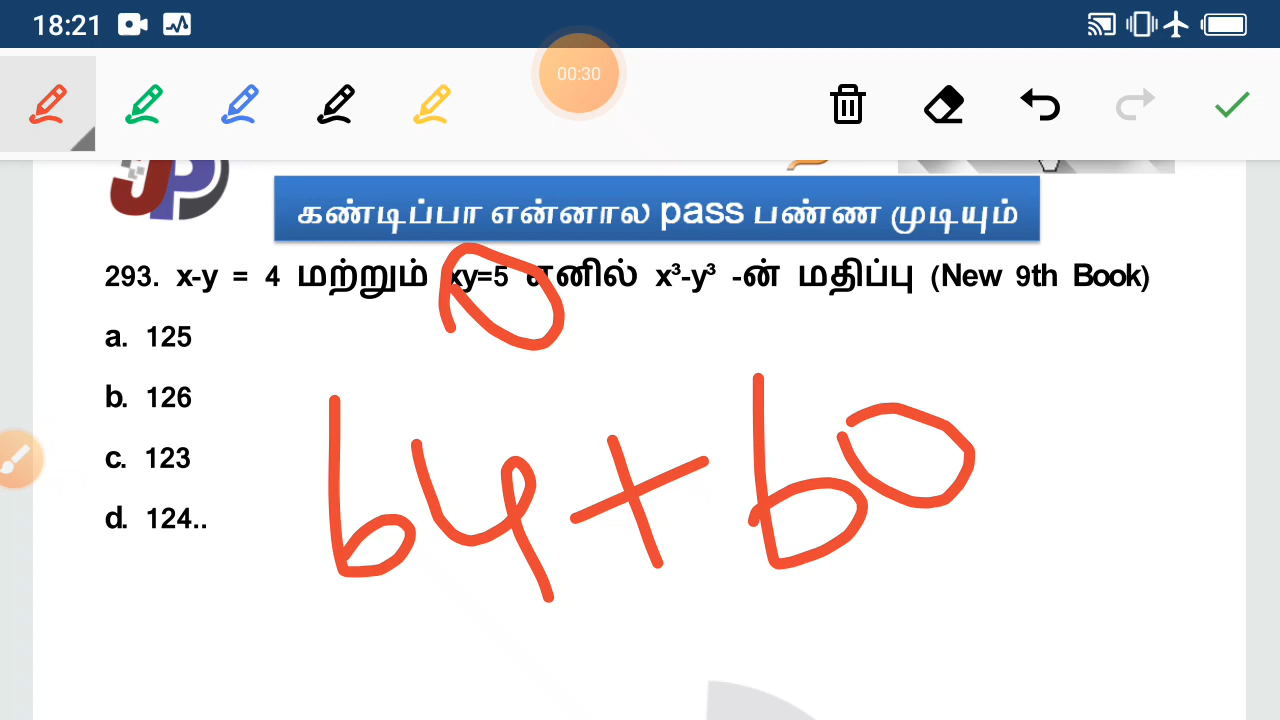 18:21
00:30
JP
கண்டிப்பா என்னால pass பண்ண முடியும்
293. x-y = 4 மற்றும் xy=5 எனில் x³-y³ -ன் மதிப்பு (New 9th Book)
a. 125
b. 126
c. 123
d. 124..
64+60